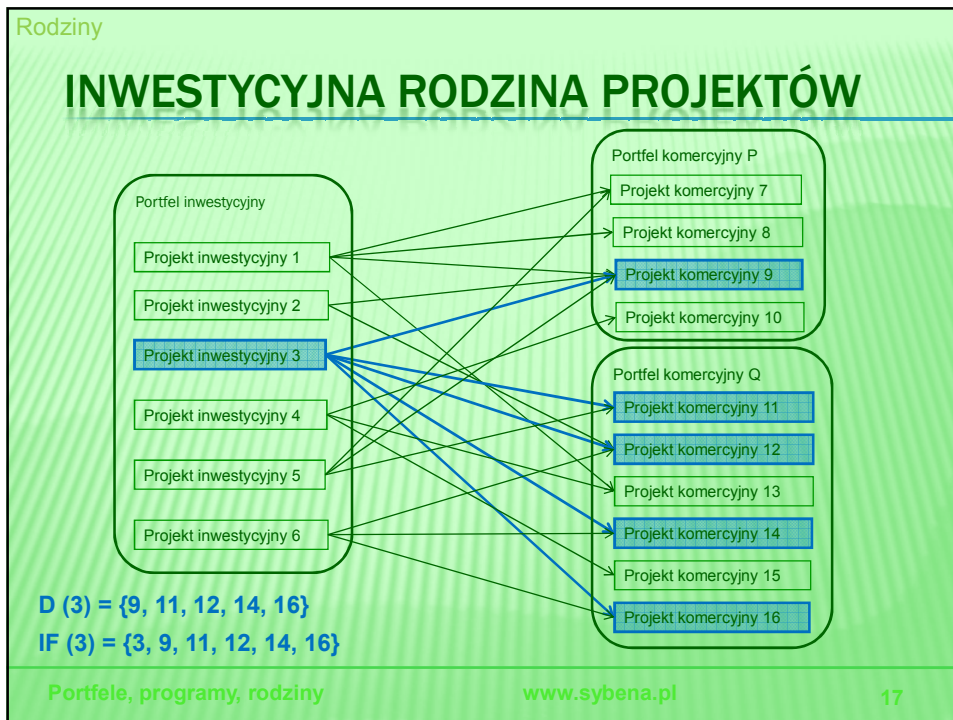 Rodziny
INWESTYCYJNA RODZINA PROJEKTÓW
Portfel inwestycyjny
Projekt inwestycyjny 1
Projekt inwestycyjny 2
Projekt inwestycyjny 3
Projekt inwestycyjny 4
Projekt inwestycyjny 5
Projekt inwestycyjny 6
Portfel komercyjny P
Projekt komercyjny 7
Projekt komercyjny 8
Projekt komercyjny 9
Projekt komercyjny 10
Portfel komercyjny Q
Projekt komercyjny 11
Projekt komercyjny 12
Projekt komercyjny 13
Projekt komercyjny 14
Projekt komercyjny 15
Projekt komercyjny 16
D (3) = {9, 11, 12, 14, 16}
IF (3) = {3, 9, 11, 12, 14, 16}
Portfele, programy, rodziny www.sybena.pl 17